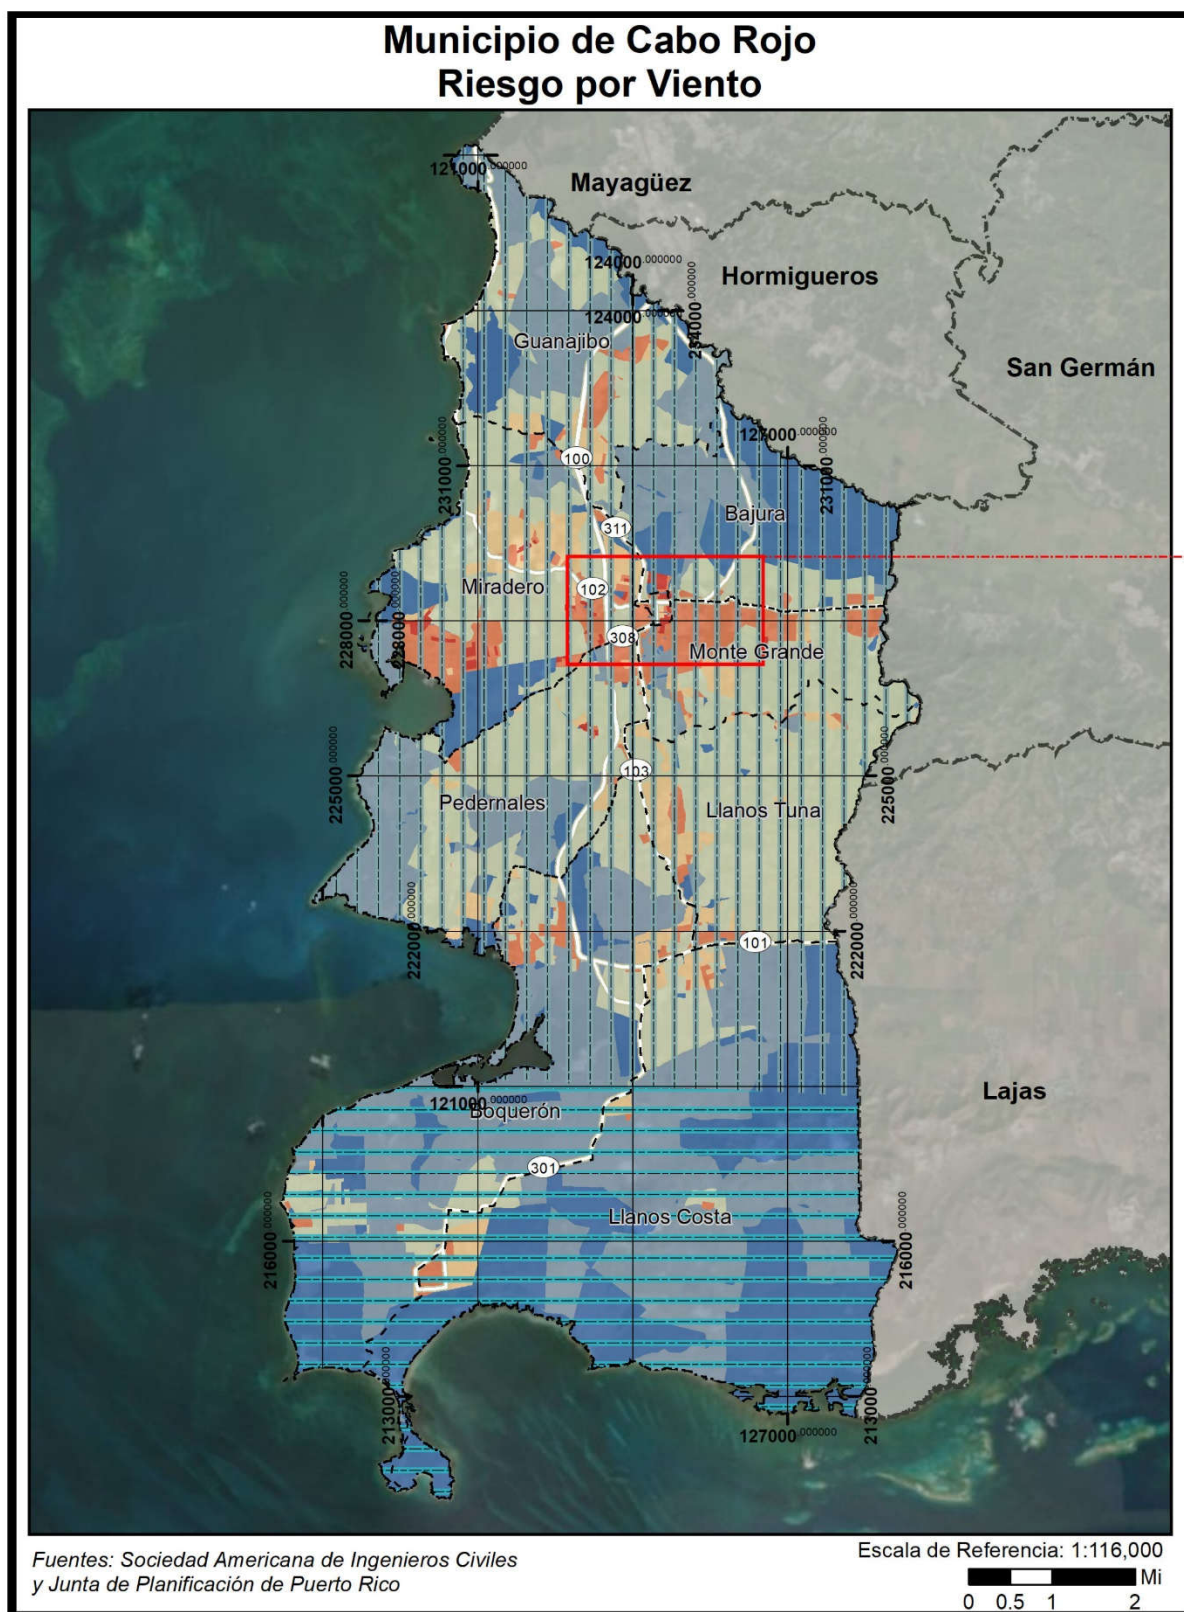 Municipio de Cabo Rojo
Riesgo por Viento
121000.000000
Mayagüez
124000.000000
Hormigueros
124000.000000
234000.000000
Guanajibo
San Germán
127000.000000
100
231000.000000
231000.000000
Bajura
311
Miradero
102
228000.000000
228000.000000
308
Monte Grande
103
225000.000000
225000.000000
Pedernales
Llanos Tuna
222000.000000
222000.000000
101
121000.000000
Boquerón
Lajas
301
Llanos Costa
216000.000000
216000.000000
213000.000000
213000.000000
127000.000000
Fuentes: Sociedad Americana de Ingenieros Civiles
y Junta de Planificación de Puerto Rico
Escala de Referencia: 1:116,000
Mi
0 0.5 1 2